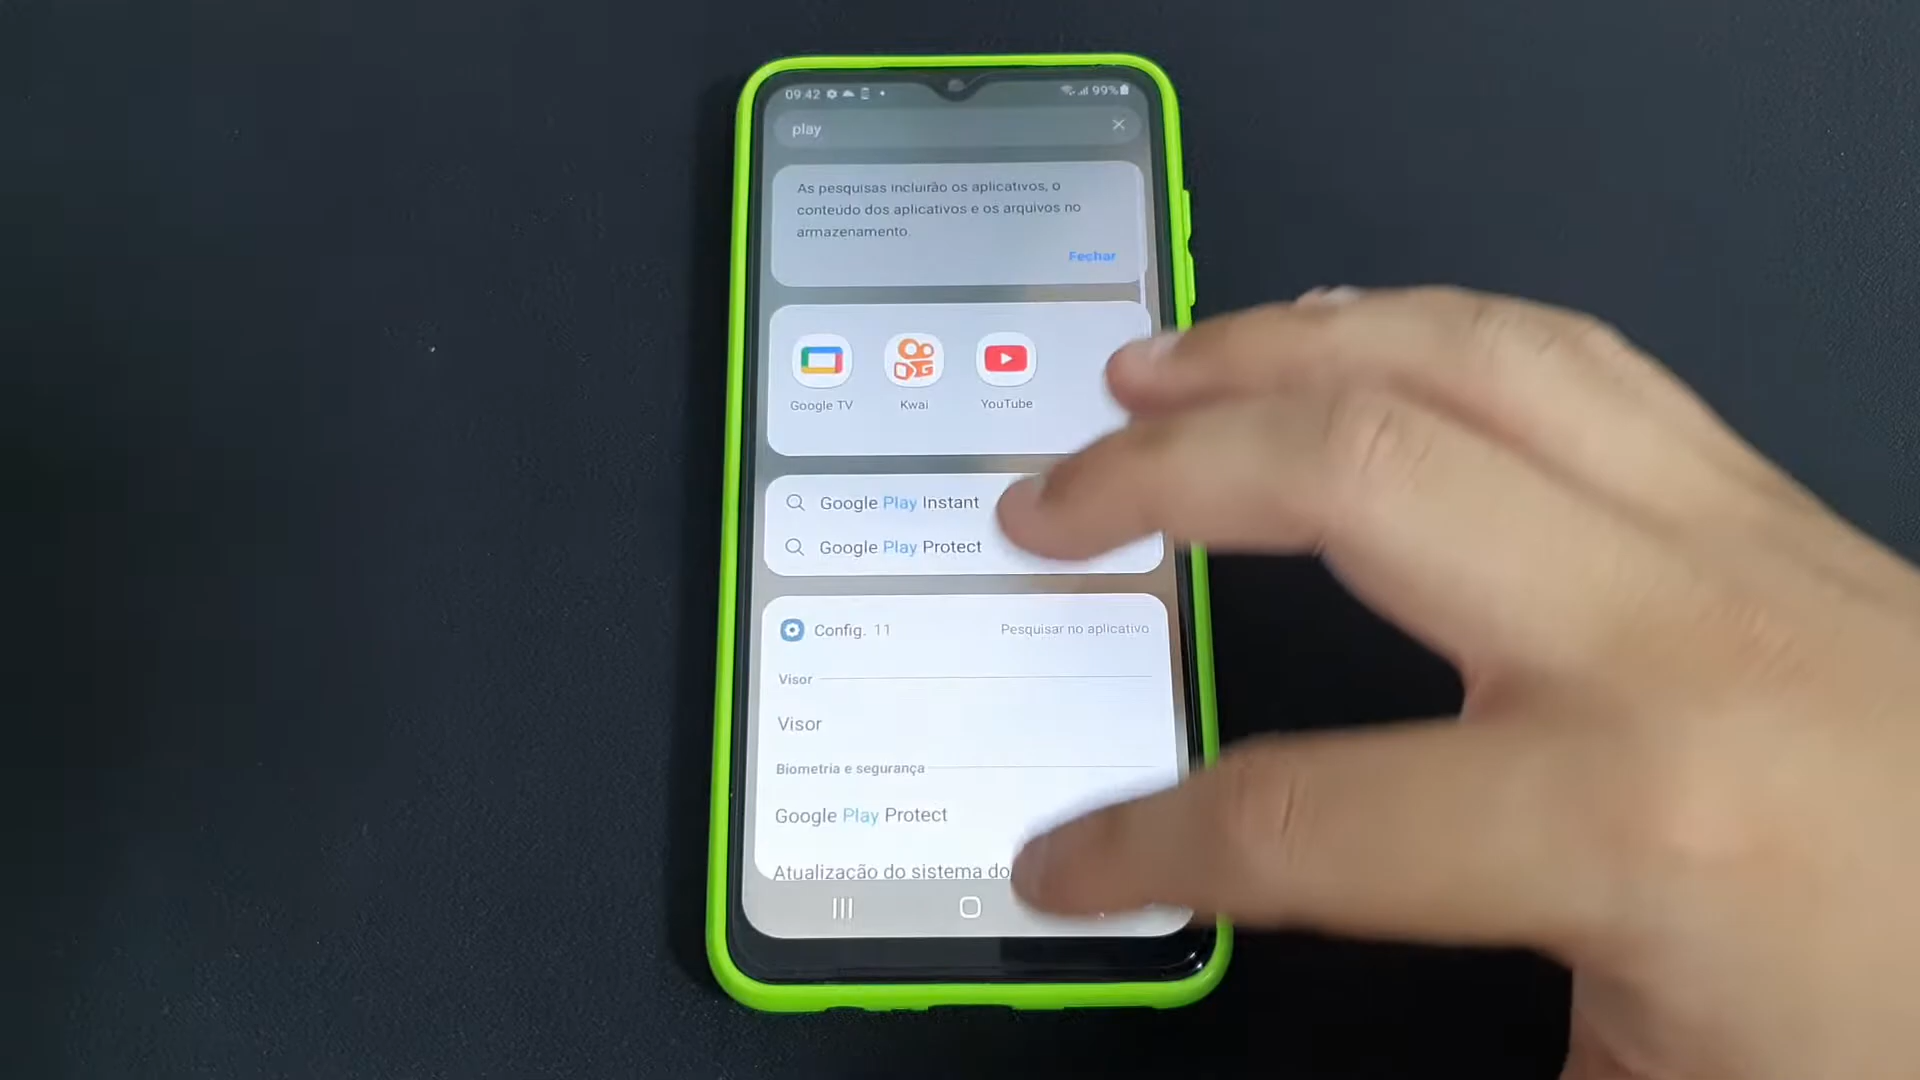 09:42
99%
play
As pesquisas incluirão os aplicativos, o
conteúdo dos aplicativos e os arquivos no
armazenamento.
Fechar
Google TV
Kwai
YouTube
Google Play Instant
Google Play Protect
Config. 11
Pesquisar no aplicativo
Visor
Visor
Biometria e segurança
Google Play Protect
Atualização do sistema do